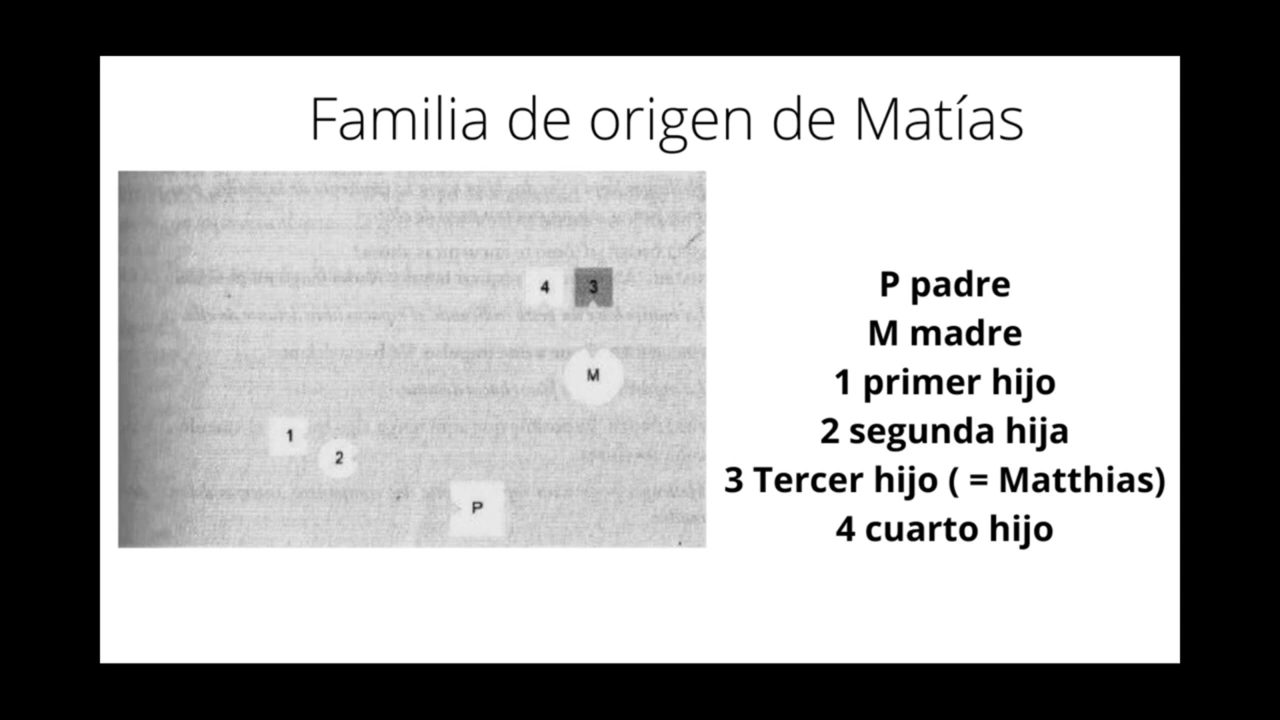 Familia de origen de Matías
4 3
M
1
2
P
P padre
M madre
1 primer hijo
2 segunda hija
3 Tercer hijo ( = Matthias)
4 cuarto hijo